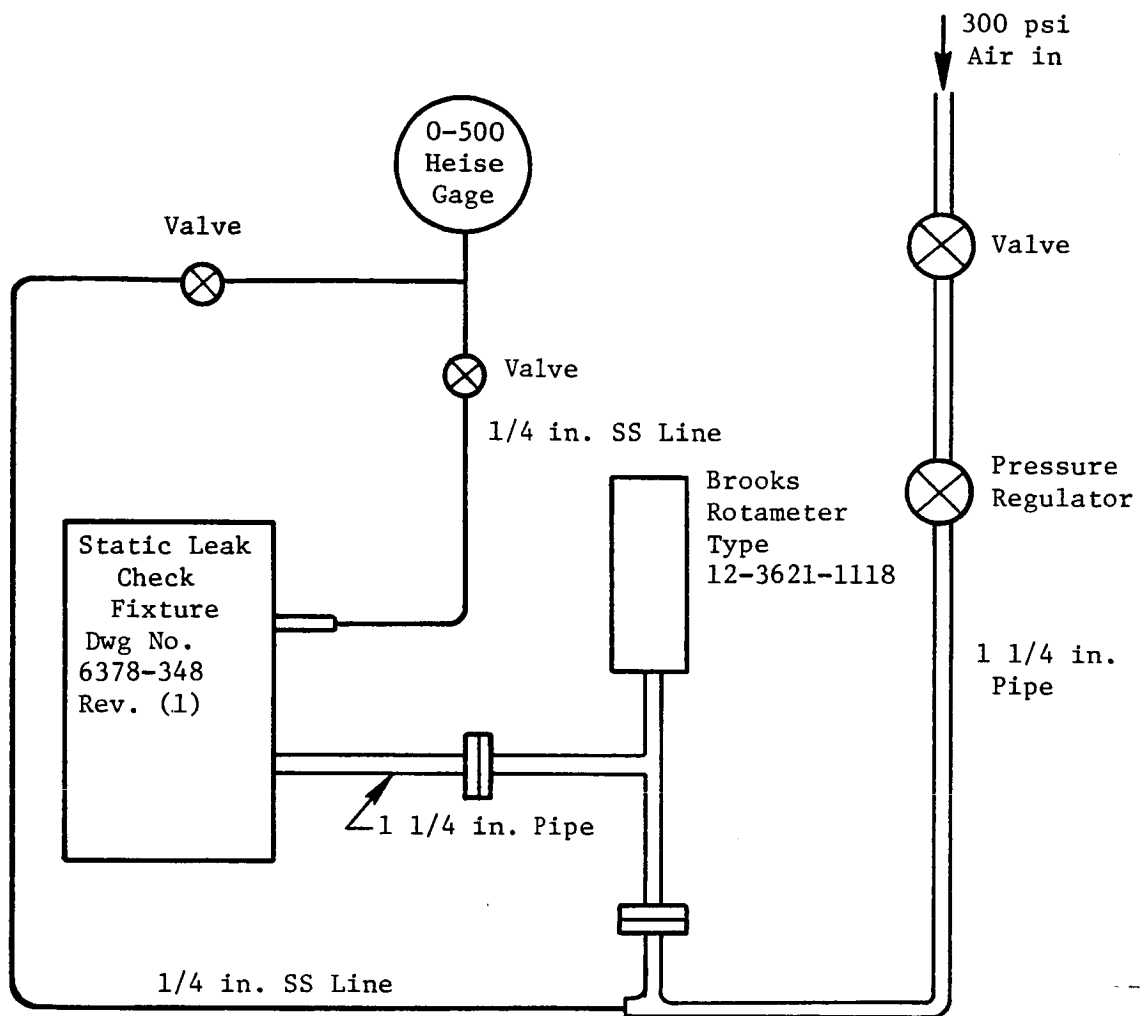 300 psi
Air in
0-500
Heise
Gage
Valve
Valve
Valve
1/4 in. SS Line
Pressure
Regulator
Brooks
Rotameter
Type
12-3621-1118
Static Leak
Check
Fixture
Dwg No.
6378-348
Rev. (1)
1 1/4 in.
Pipe
1 1/4 in. Pipe
1/4 in. SS Line